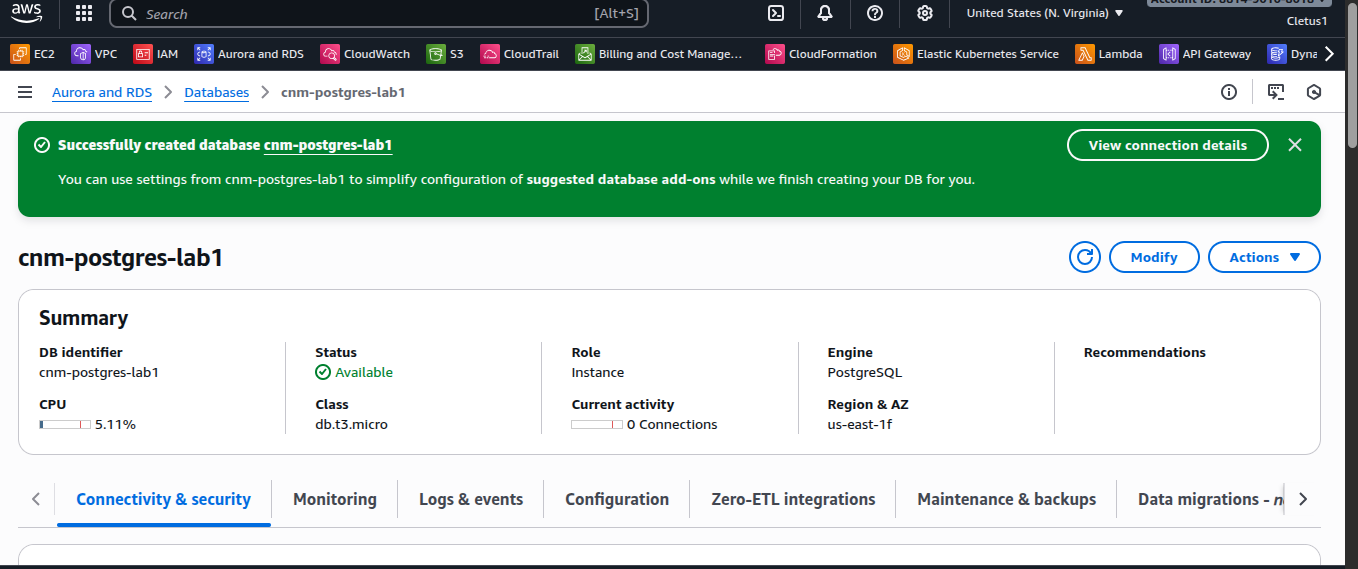 aws
Search [Alt+S] United States (N. Virginia) Cletus1
EC2 VPC IAM Aurora and RDS CloudWatch S3 CloudTrail Billing and Cost Manage... CloudFormation Elastic Kubernetes Service Lambda API Gateway Dyna
Aurora and RDS Databases cnm-postgres-lab1
Successfully created database cnm-postgres-lab1 View connection details
You can use settings from cnm-postgres-lab1 to simplify configuration of suggested database add-ons while we finish creating your DB for you.
cnm-postgres-lab1 Modify Actions
Summary
DB identifier Status Role Engine Recommendations
cnm-postgres-lab1 Available Instance PostgreSQL
CPU Class Current activity Region & AZ
5.11% db.t3.micro 0 Connections us-east-1f
Connectivity & security Monitoring Logs & events Configuration Zero-ETL integrations Maintenance & backups Data migrations -